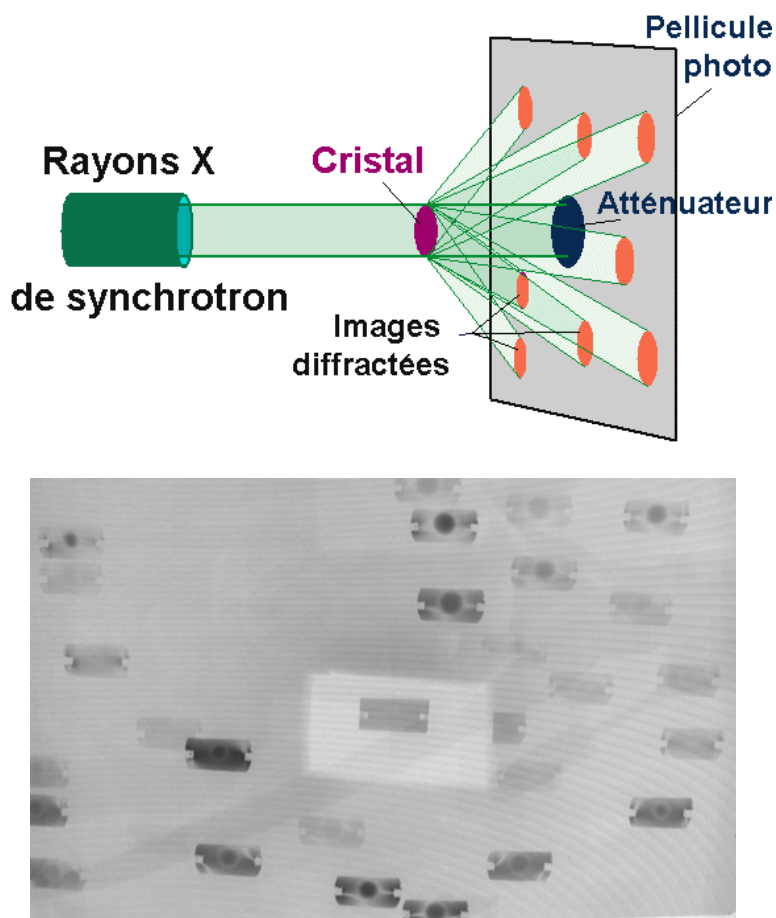 Pellicule
photo
Rayons X
Cristal
Atténuateur
de synchrotron
Images
diffractées